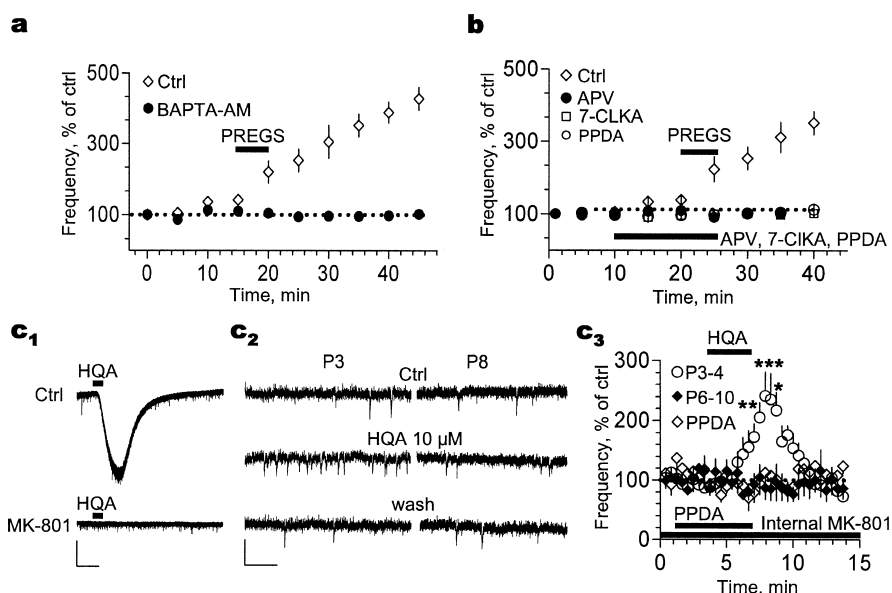 a
500
300
100
Frequency, % of ctrl
Ctrl
BAPTA-AM
PREGS
0 10 20 30 40
Time, min
b
500
300
100
Frequency, % of ctrl
Ctrl
APV
7-CLKA
PPDA
PREGS
APV, 7-ClKA, PPDA
0 10 20 30 40
Time, min
c1
HQA
Ctrl
HQA
MK-801
c2
P3 P8
Ctrl
HQA 10 µM
wash
c3
HQA
300
200
100
0
Frequency, % of ctrl
P3-4
P6-10
PPDA
***
**
*
PPDA
Internal MK-801
0 5 10 15
Time, min